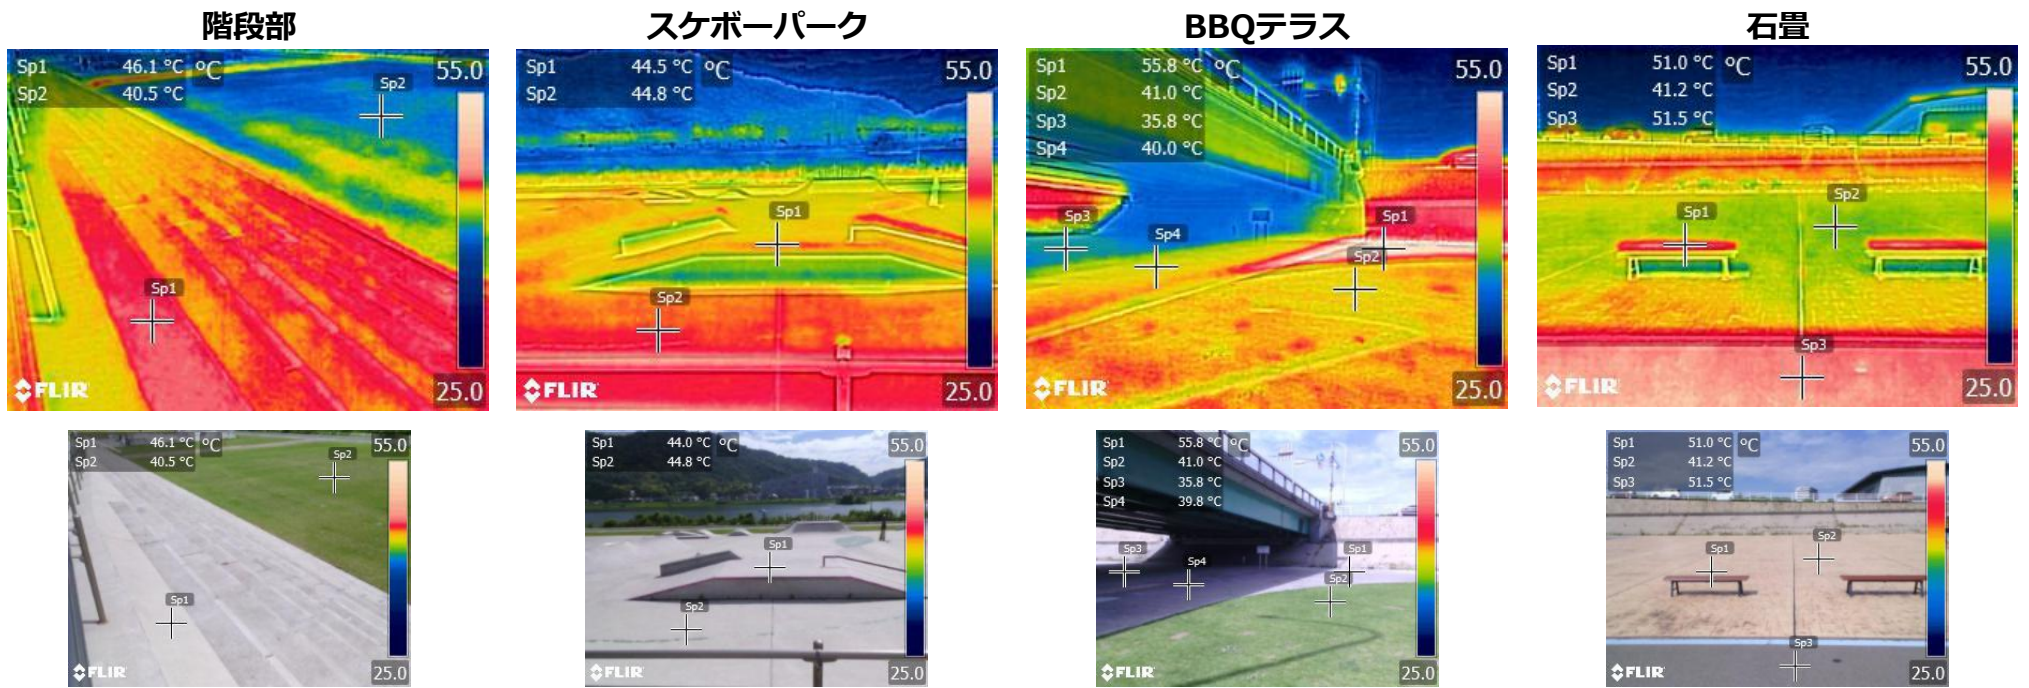 階段部
スケボーパーク
BBQテラス
石畳
Sp1 46.1 °C °C
Sp2 40.5 °C
55.0
Sp2
Sp1
FLIR
25.0
Sp1 44.5 °C °C
Sp2 44.8 °C
55.0
Sp1
Sp2
FLIR
25.0
Sp1 55.8 °C °C
Sp2 41.0 °C
Sp3 35.8 °C
Sp4 40.0 °C
55.0
Sp3
Sp1
Sp4
Sp2
FLIR
25.0
Sp1 51.0 °C °C
Sp2 41.2 °C
Sp3 51.5 °C
55.0
Sp2
Sp1
Sp3
FLIR
25.0
Sp1 46.1 °C °C
Sp2 40.5 °C
55.0
Sp2
Sp1
FLIR
25.0
Sp1 44.0 °C °C
Sp2 44.8 °C
55.0
Sp1
Sp2
FLIR
25.0
Sp1 55.8 °C °C
Sp2 41.0 °C
Sp3 35.8 °C
Sp4 39.8 °C
55.0
Sp3
Sp1
Sp4
Sp2
FLIR
25.0
Sp1 51.0 °C °C
Sp2 41.2 °C
Sp3 51.5 °C
55.0
Sp2
Sp1
Sp3
FLIR
25.0